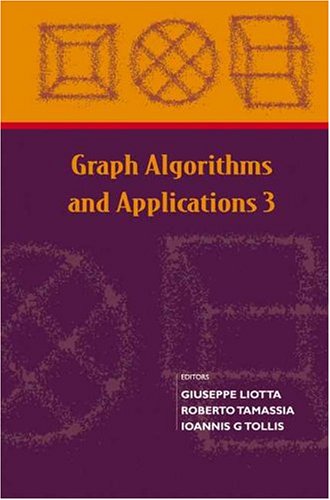 Graph Algorithms
and Applications 3
EDITORS
GIUSEPPE LIOTTA
ROBERTO TAMASSIA
IOANNIS G TOLLIS